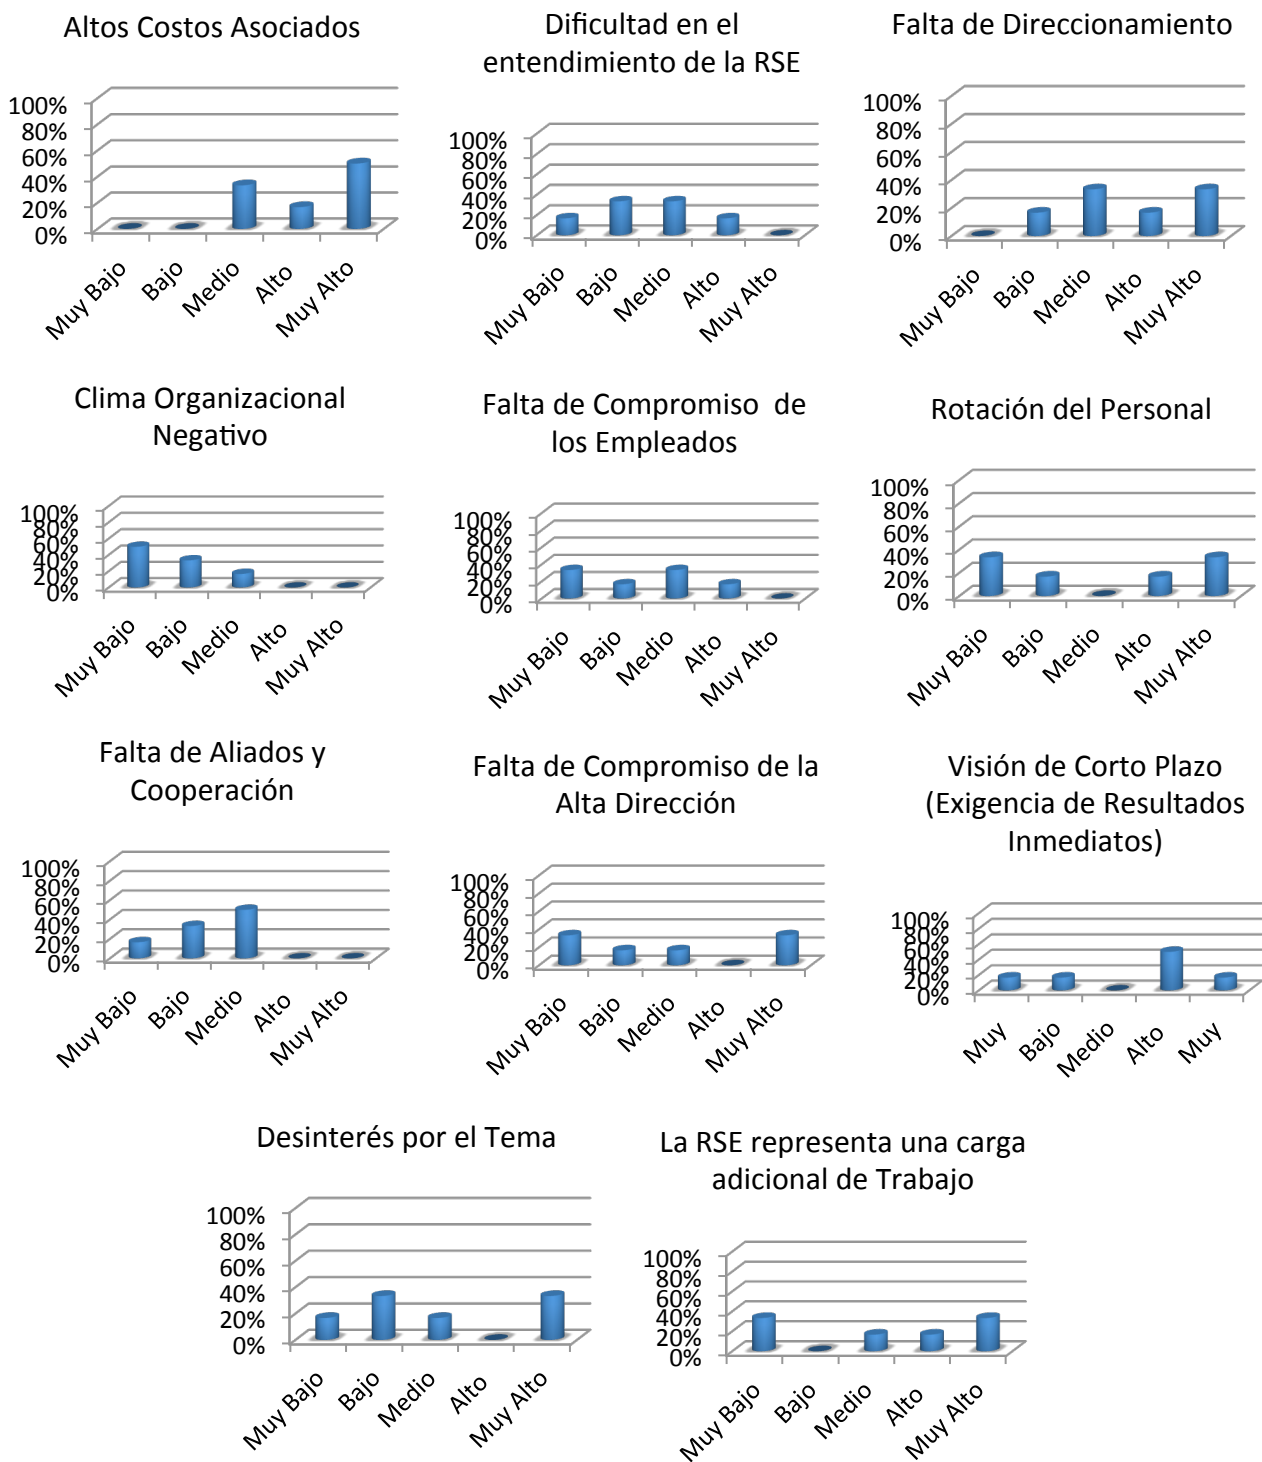 Altos Costos Asociados
100%
80%
60%
40%
20%
0%
Muy Bajo
Bajo
Medio
Alto
Muy Alto
Dificultad en el
entendimiento de la RSE
100%
80%
60%
40%
20%
0%
Muy Bajo
Bajo
Medio
Alto
Muy Alto
Falta de Direccionamiento
100%
80%
60%
40%
20%
0%
Muy Bajo
Bajo
Medio
Alto
Muy Alto
Clima Organizacional
Negativo
100%
80%
60%
40%
20%
0%
Muy Bajo
Bajo
Medio
Alto
Muy Alto
Falta de Compromiso  de
los Empleados
100%
80%
60%
40%
20%
0%
Muy Bajo
Bajo
Medio
Alto
Muy Alto
Rotación del Personal
100%
80%
60%
40%
20%
0%
Muy Bajo
Bajo
Medio
Alto
Muy Alto
Falta de Aliados y
Cooperación
100%
80%
60%
40%
20%
0%
Muy Bajo
Bajo
Medio
Alto
Muy Alto
Falta de Compromiso de la
Alta Dirección
100%
80%
60%
40%
20%
0%
Muy Bajo
Bajo
Medio
Alto
Muy Alto
Visión de Corto Plazo
(Exigencia de Resultados
Inmediatos)
100%
80%
60%
40%
20%
0%
Muy
Bajo
Medio
Alto
Muy
Desinterés por el Tema
100%
80%
60%
40%
20%
0%
Muy Bajo
Bajo
Medio
Alto
Muy Alto
La RSE representa una carga
adicional de Trabajo
100%
80%
60%
40%
20%
0%
Muy Bajo
Bajo
Medio
Alto
Muy Alto